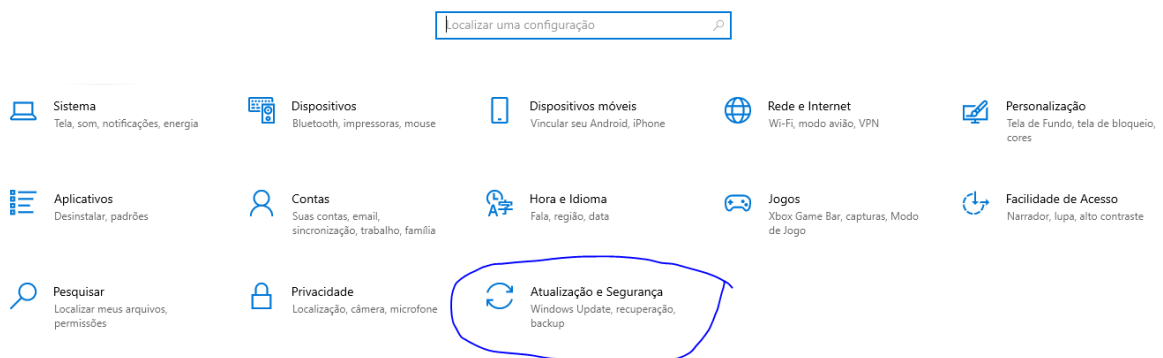 Localizar uma configuração
Sistema
Tela, som, notificações, energia
Dispositivos
Bluetooth, impressoras, mouse
Dispositivos móveis
Vincular seu Android, iPhone
Rede e Internet
Wi-Fi, modo avião, VPN
Personalização
Tela de Fundo, tela de bloqueio,
cores
Aplicativos
Desinstalar, padrões
Contas
Suas contas, email,
sincronização, trabalho, família
Hora e Idioma
Fala, região, data
Jogos
Xbox Game Bar, capturas, Modo
de Jogo
Facilidade de Acesso
Narrador, lupa, alto contraste
Pesquisar
Localizar meus arquivos,
permissões
Privacidade
Localização, câmera, microfone
Atualização e Segurança
Windows Update, recuperação,
backup